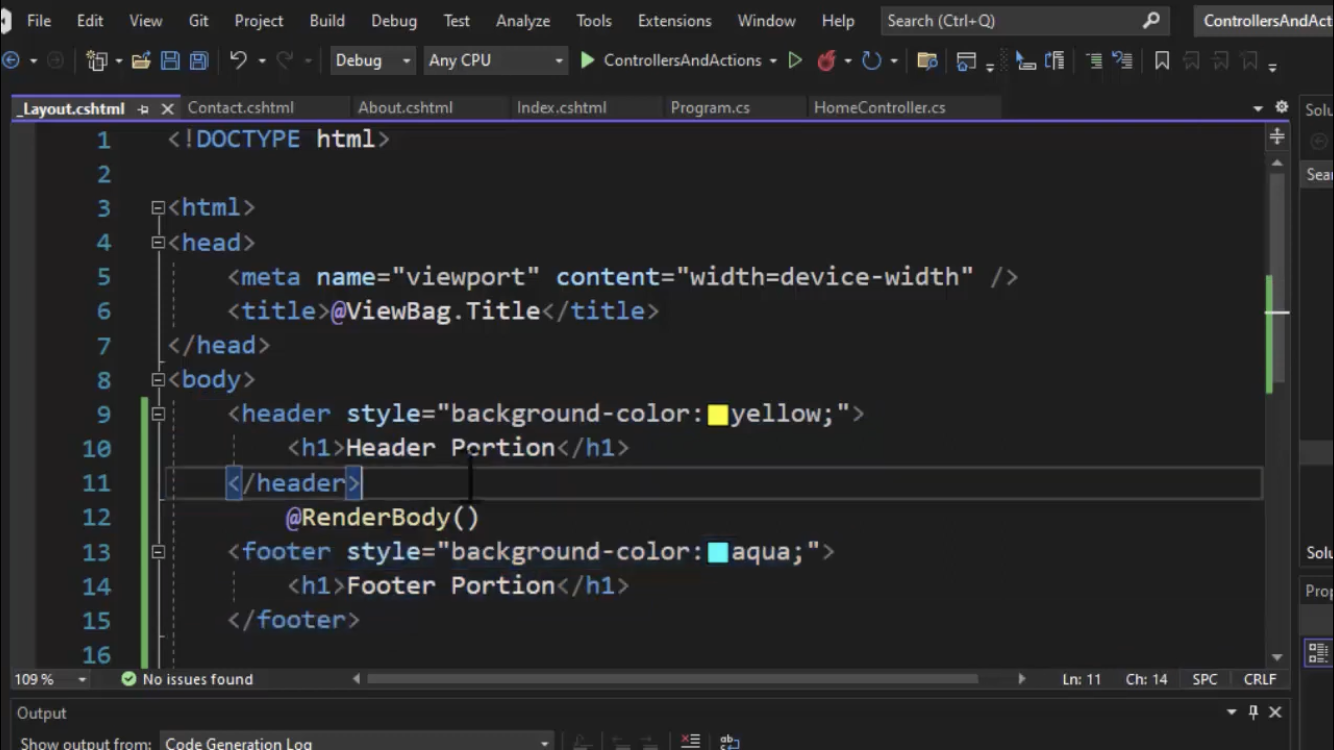 File Edit View Git Project Build Debug Test Analyze Tools Extensions Window Help Search (Ctrl+Q) ControllersAndActi
Debug Any CPU ControllersAndActions
_Layout.cshtml Contact.cshtml About.cshtml Index.cshtml Program.cs HomeController.cs Solu
Sear
1 <!DOCTYPE html>
2
3 <html>
4 <head>
5 <meta name="viewport" content="width=device-width" />
6 <title>@ViewBag.Title</title>
7 </head>
8 <body>
9 <header style="background-color:yellow;">
10 <h1>Header Portion</h1>
11 </header>
12 @RenderBody()
13 <footer style="background-color:aqua;">
14 <h1>Footer Portion</h1>
15 </footer>
16
Solu
Prop
109 % No issues found Ln: 11 Ch: 14 SPC CRLF
Output
Show output from: Code Generation Log